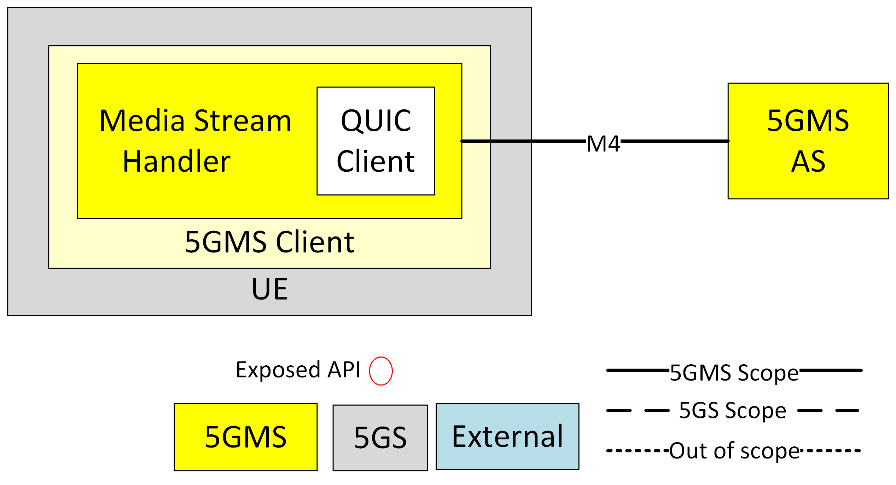 Media Stream
Handler
QUIC
Client
5GMS Client
UE
M4
5GMS
AS
Exposed API
5GMS
5GS
External
5GMS Scope
5GS Scope
Out of scope